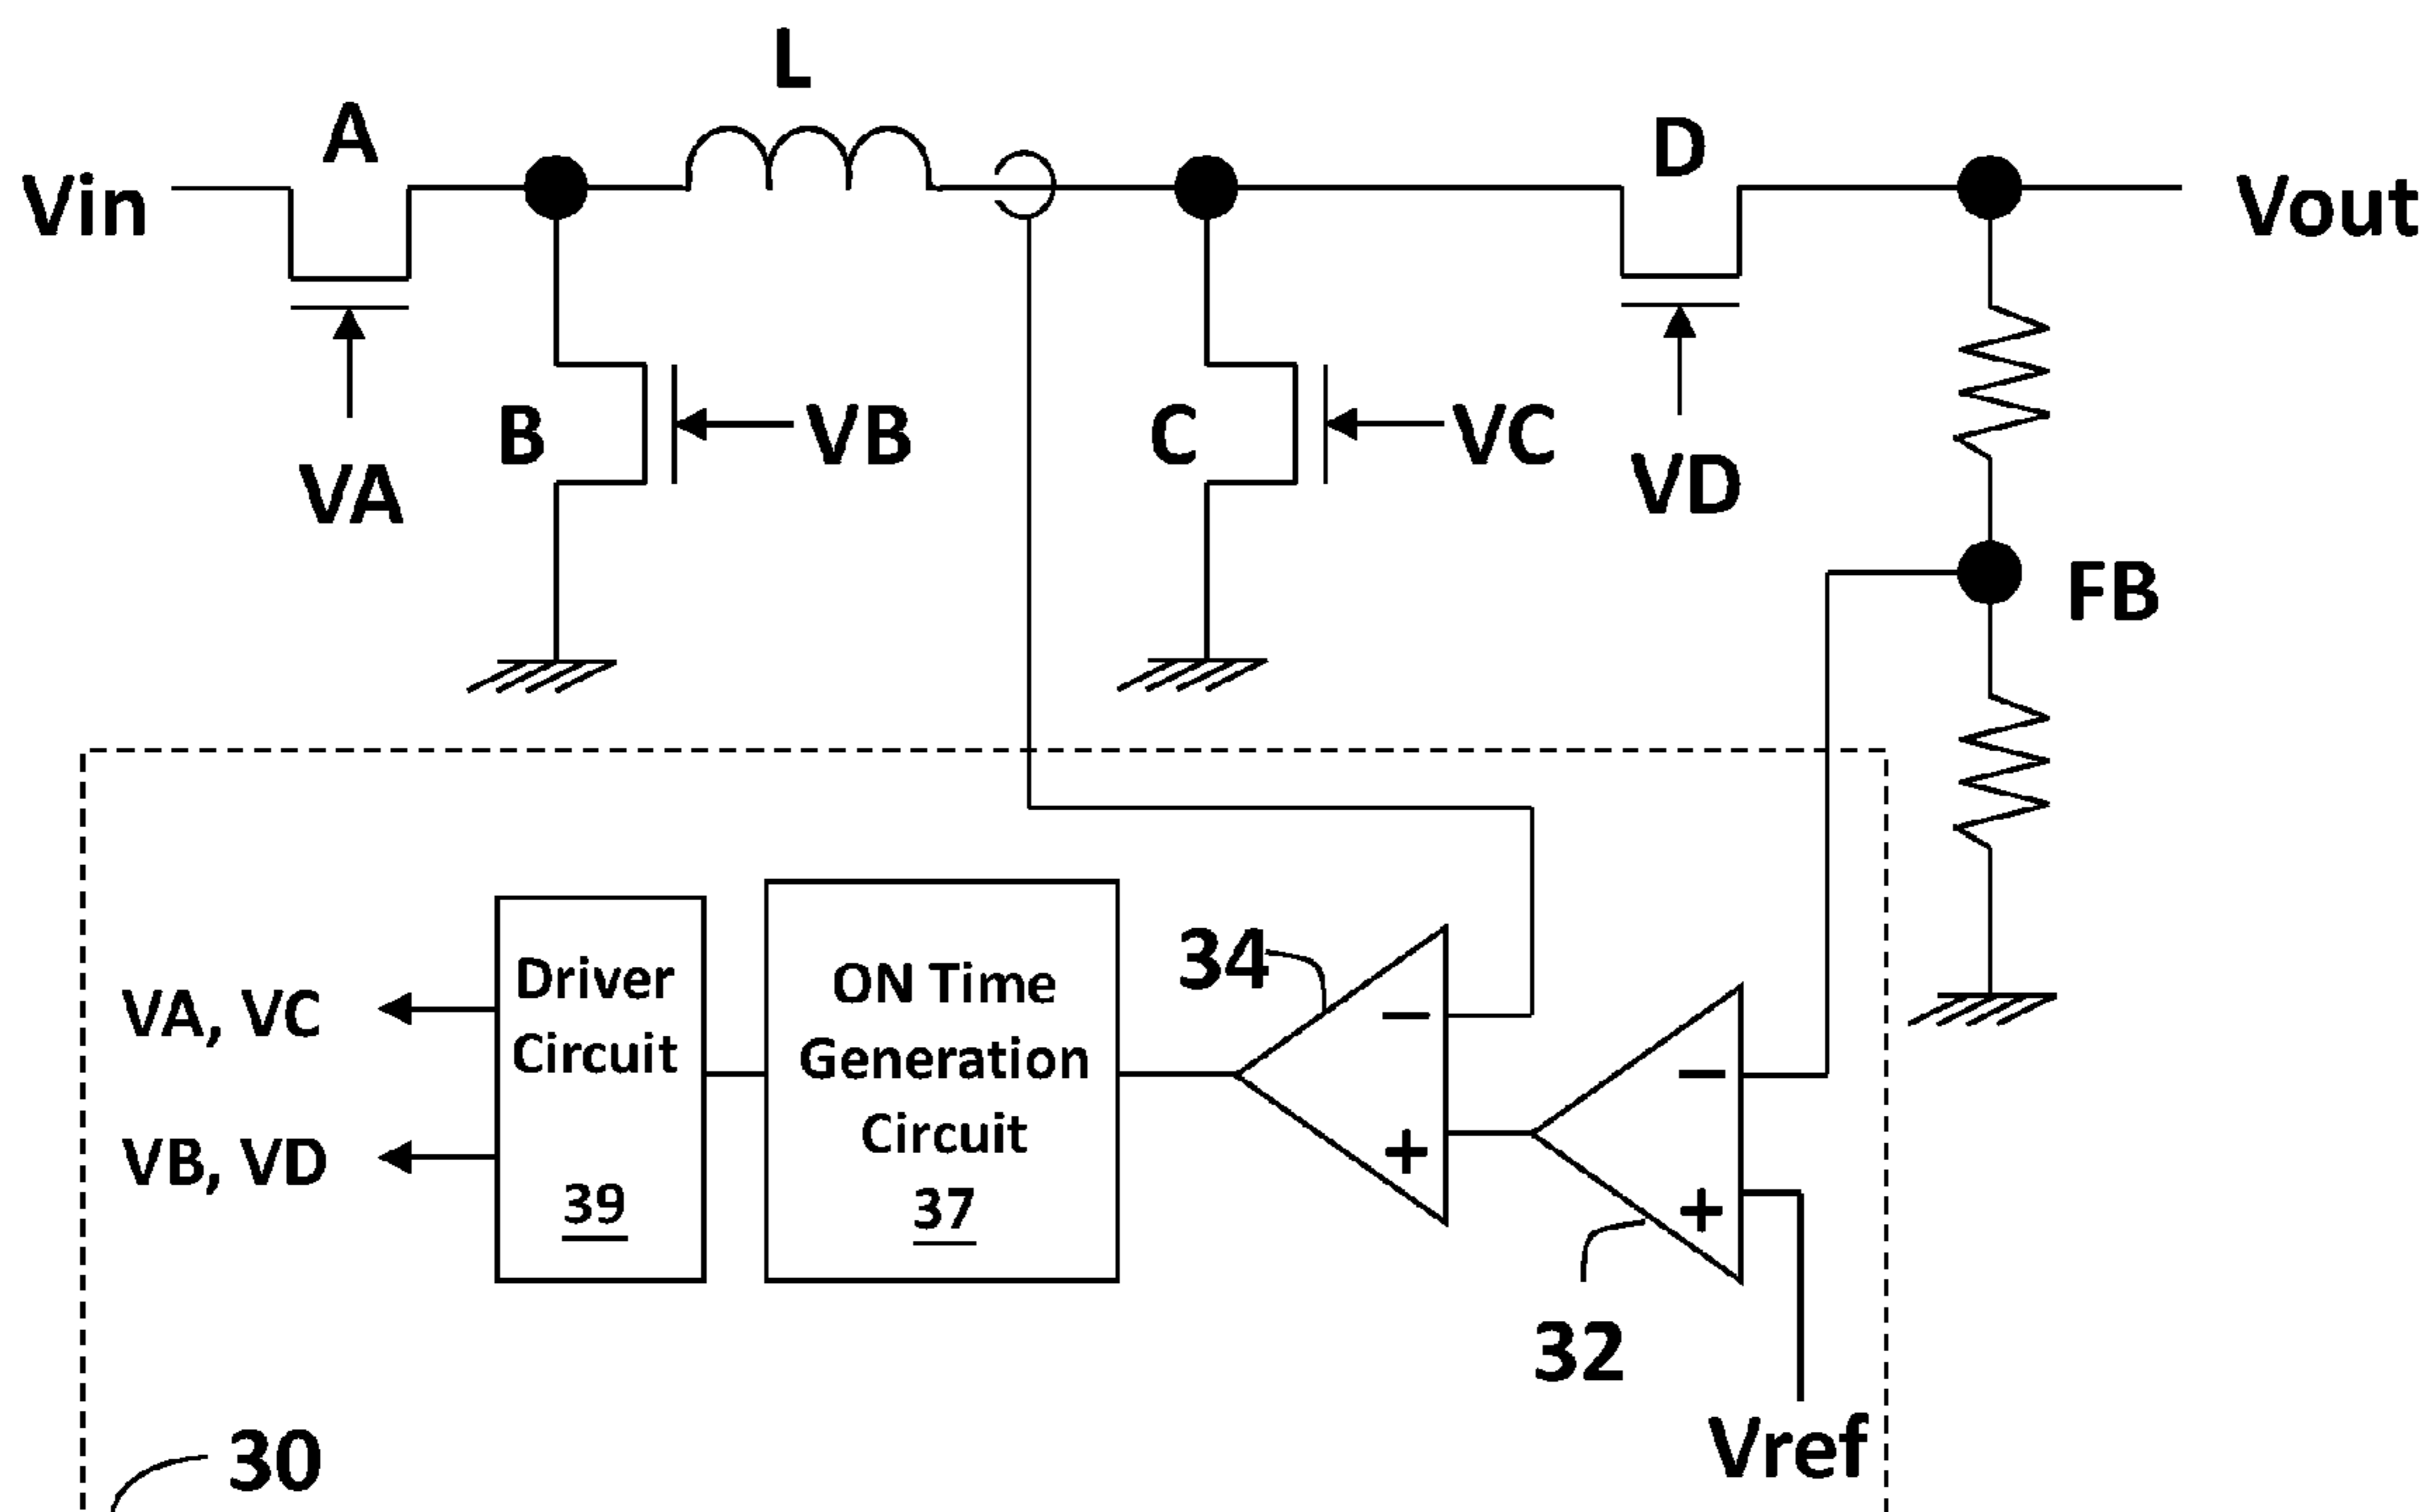 L
A
D
Vin
Vout
B
VB
C
VC
VA
VD
FB
34
−
+
−
+
Driver
Circuit
39
ON Time
Generation
Circuit
37
VA, VC
VB, VD
32
Vref
30